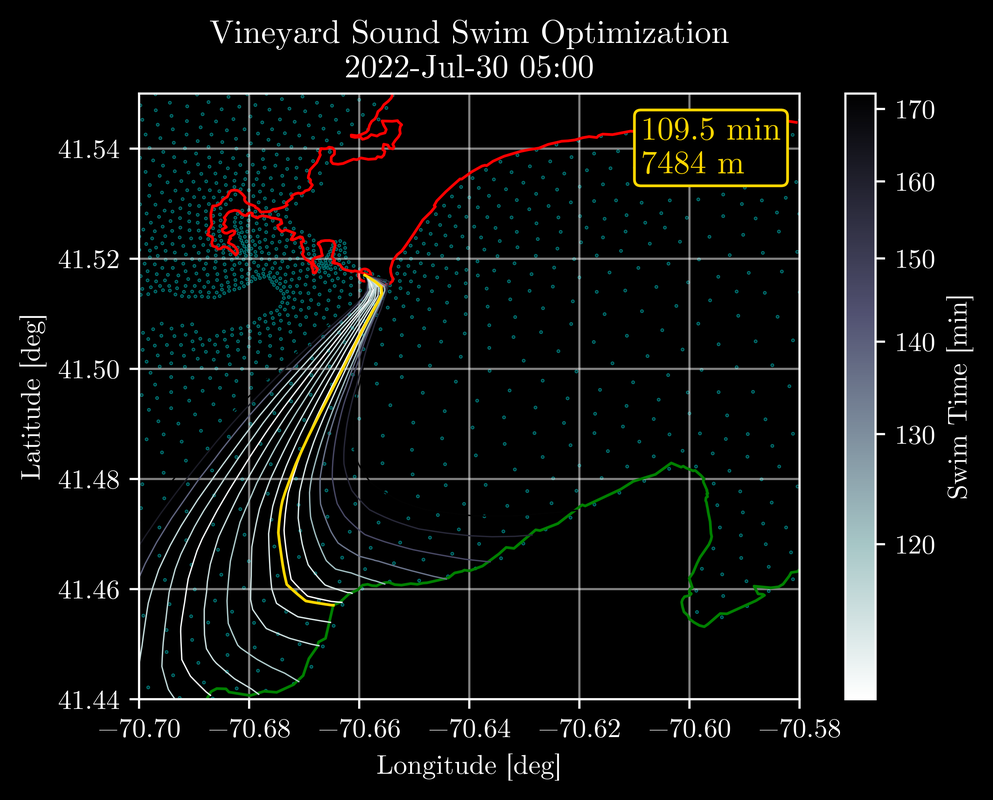 Vineyard Sound Swim Optimization
2022-Jul-30 05:00
109.5 min
7484 m
41.54
41.52
41.50
41.48
41.46
41.44
Latitude [deg]
−70.70
−70.68
−70.66
−70.64
−70.62
−70.60
−70.58
Longitude [deg]
170
160
150
140
130
120
Swim Time [min]